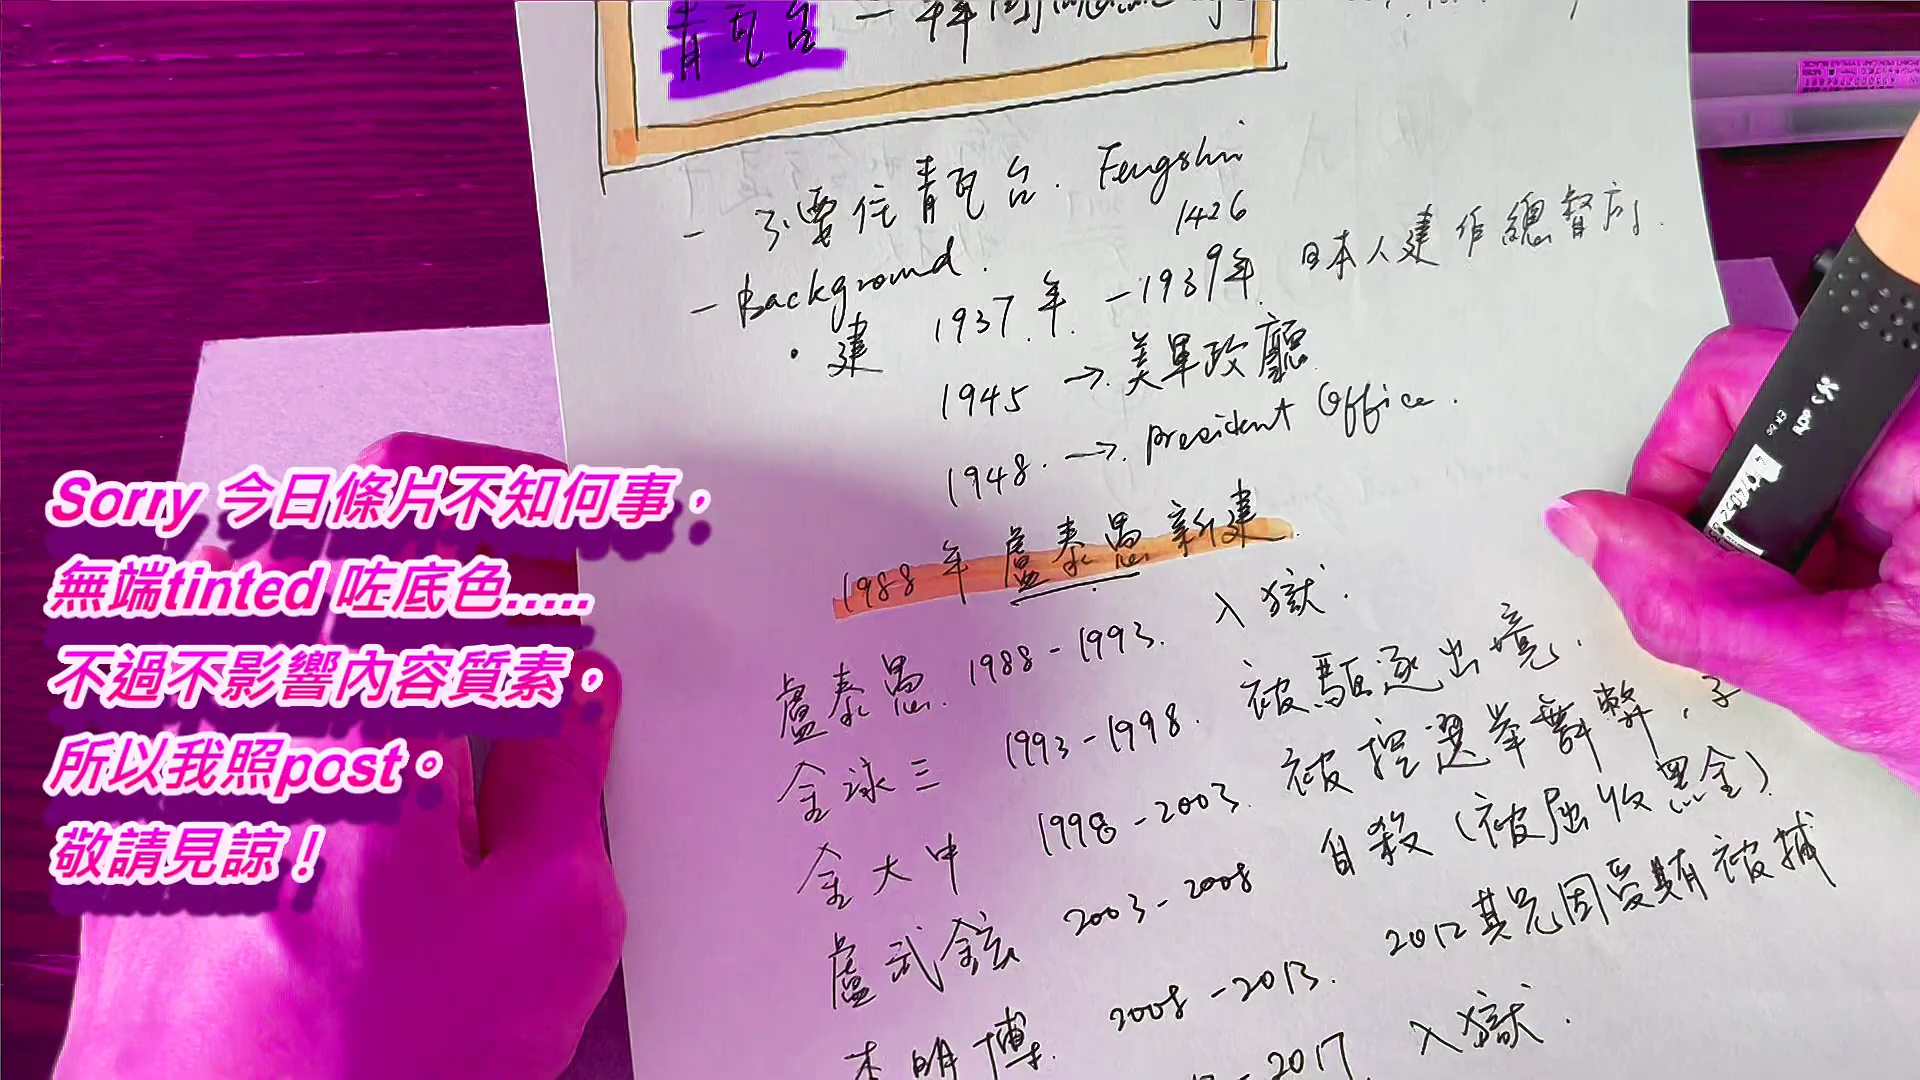 青瓦台 -
- 不要住青瓦台. Fengshui
1426
- Background.
• 建 1937年. -1939年. 日本人建作總督府.
1945 → 美軍政廳
1948. → President Office.
1988年 盧泰愚新建.
盧泰愚. 1988-1993. 入獄.
金泳三 1993-1998. 被驅逐出境.
金大中 1998-2003. 被控選举舞弊, 子
盧武鉉 2003-2008 自殺 (被屈收黑金)
李明博. 2008-2013. 2012其兄因受賄被捕
-2017 入獄.
Sorry 今日條片不知何事，
無端tinted 咗底色.....
不過不影響內容質素，
所以我照post。
敬請見諒！